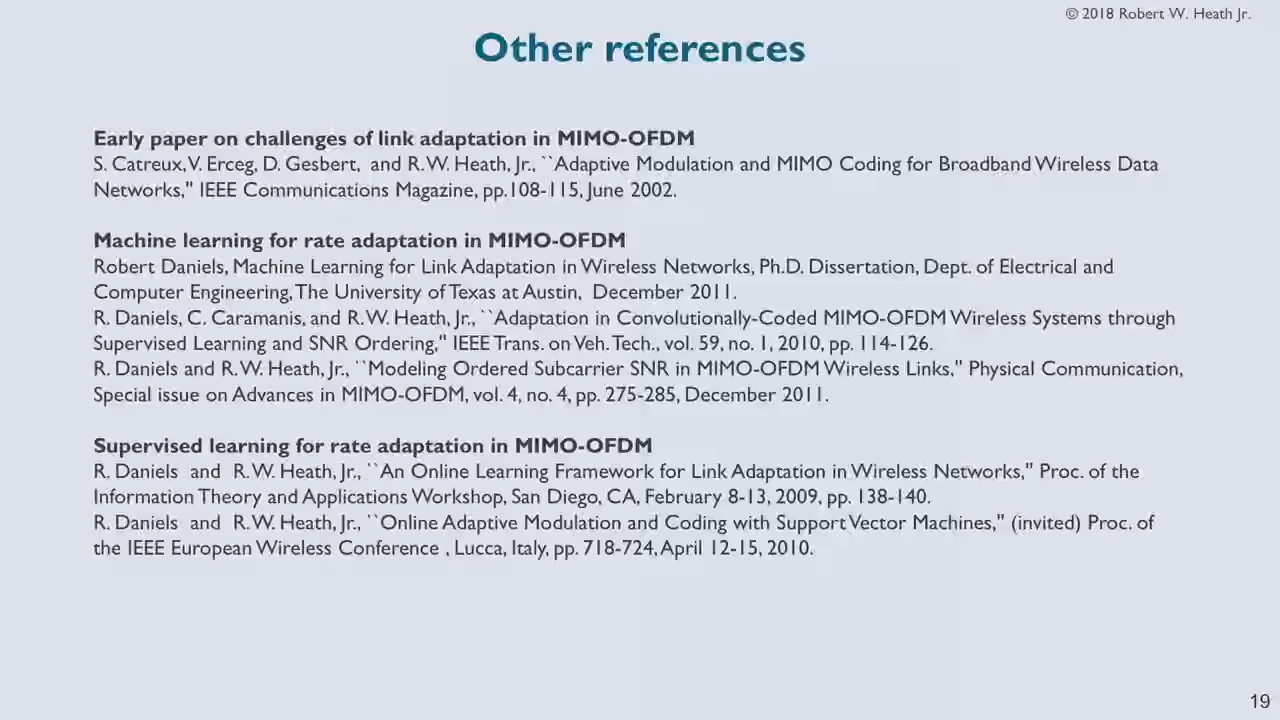 © 2018 Robert W. Heath Jr.
Other references
Early paper on challenges of link adaptation in MIMO-OFDM
S. Catreux, V. Erceg, D. Gesbert, and R. W. Heath, Jr., ``Adaptive Modulation and MIMO Coding for Broadband Wireless Data
Networks,'' IEEE Communications Magazine, pp.108-115, June 2002.
Machine learning for rate adaptation in MIMO-OFDM
Robert Daniels, Machine Learning for Link Adaptation in Wireless Networks, Ph.D. Dissertation, Dept. of Electrical and
Computer Engineering, The University of Texas at Austin, December 2011.
R. Daniels, C. Caramanis, and R. W. Heath, Jr., ``Adaptation in Convolutionally-Coded MIMO-OFDM Wireless Systems through
Supervised Learning and SNR Ordering,'' IEEE Trans. on Veh. Tech., vol. 59, no. 1, 2010, pp. 114-126.
R. Daniels and R. W. Heath, Jr., ``Modeling Ordered Subcarrier SNR in MIMO-OFDM Wireless Links,'' Physical Communication,
Special issue on Advances in MIMO-OFDM, vol. 4, no. 4, pp. 275-285, December 2011.
Supervised learning for rate adaptation in MIMO-OFDM
R. Daniels and R. W. Heath, Jr., ``An Online Learning Framework for Link Adaptation in Wireless Networks,'' Proc. of the
Information Theory and Applications Workshop, San Diego, CA, February 8-13, 2009, pp. 138-140.
R. Daniels and R. W. Heath, Jr., ``Online Adaptive Modulation and Coding with Support Vector Machines,'' (invited) Proc. of
the IEEE European Wireless Conference , Lucca, Italy, pp. 718-724, April 12-15, 2010.
19